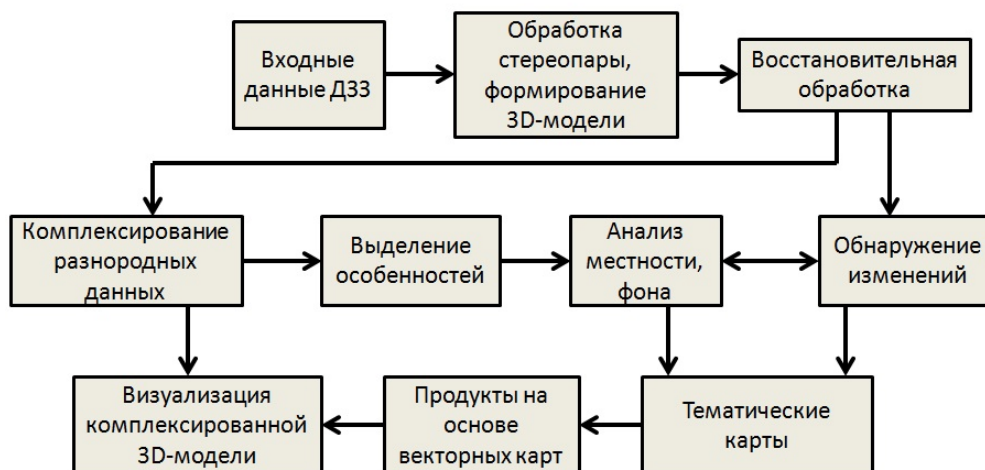 Входные
данные ДЗЗ
Обработка
стереопары,
формирование
3D-модели
Восстановительная
обработка
Комплексирование
разнородных
данных
Выделение
особенностей
Анализ
местности,
фона
Обнаружение
изменений
Визуализация
комплексированной
3D-модели
Продукты на
основе
векторных карт
Тематические
карты